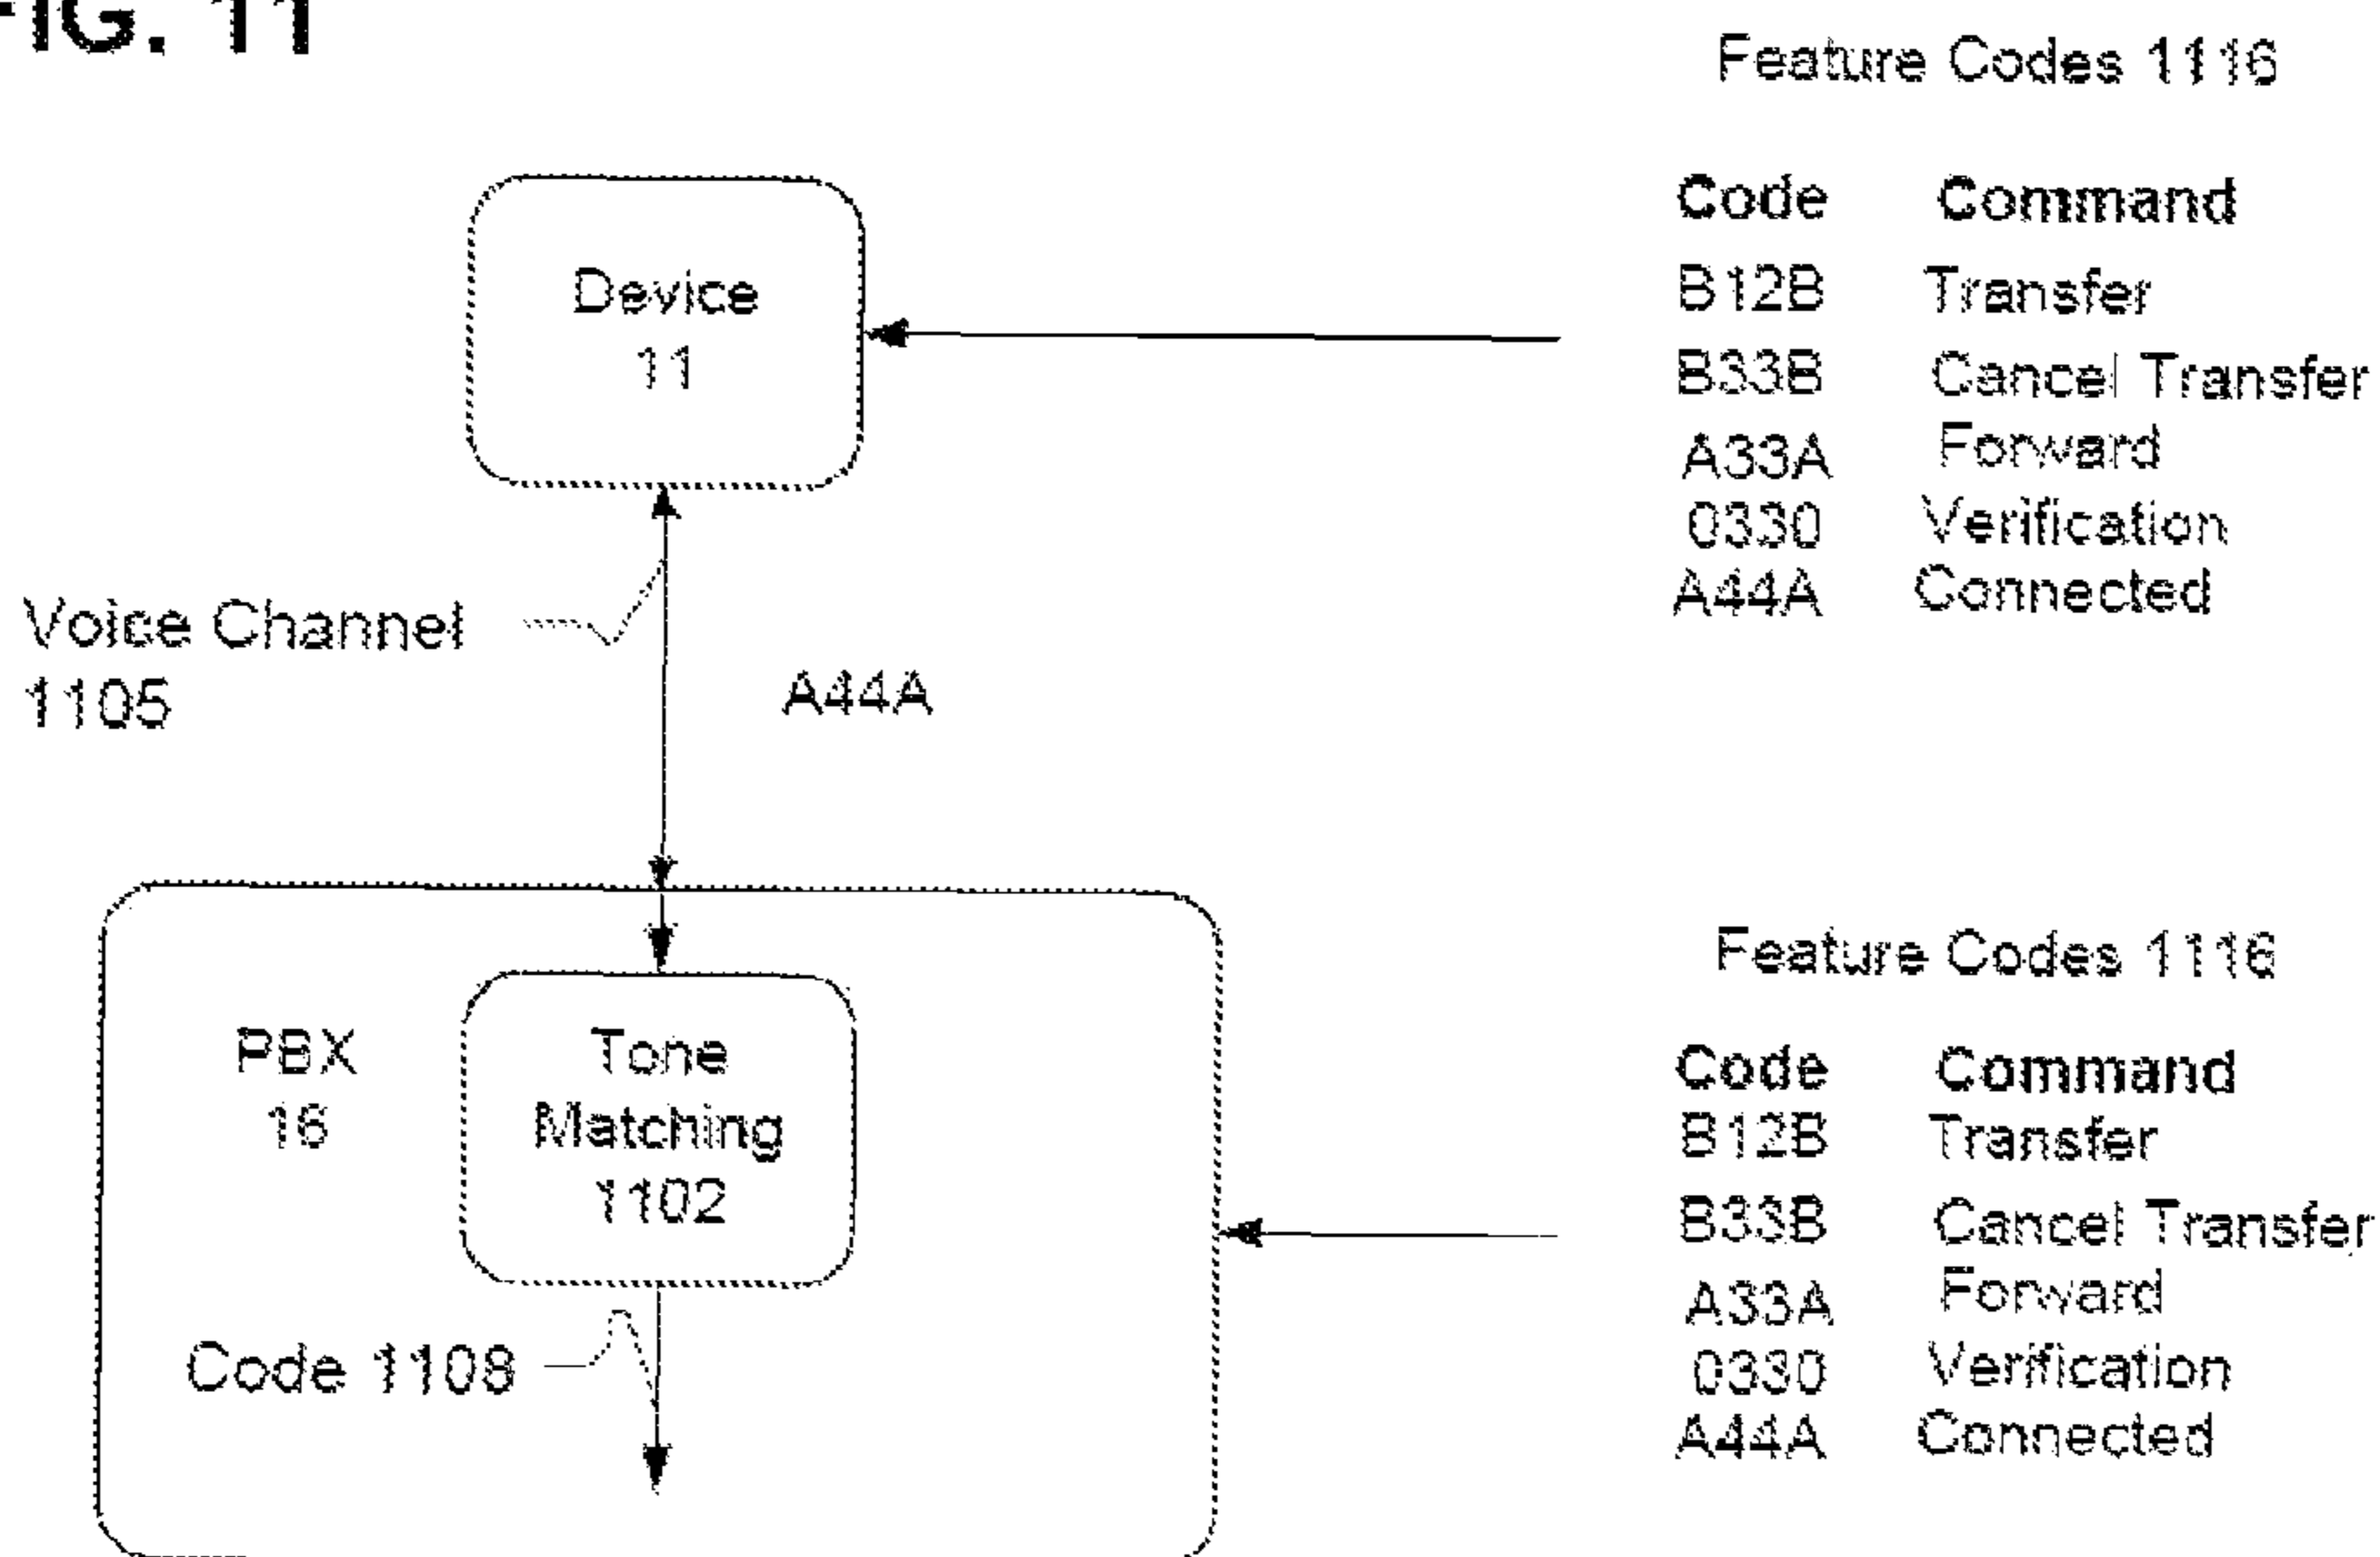 FIG. 11
Feature Codes 1116
Code Command
B12B Transfer
B33B Cancel Transfer
A33A Forward
0330 Verification
A44A Connected
Device
11
Voice Channel
1105
A44A
PBX
16
Tone
Matching
1102
Code 1108
Feature Codes 1116
Code Command
B12B Transfer
B33B Cancel Transfer
A33A Forward
0330 Verification
A44A Connected